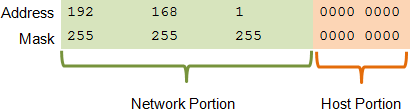 Address 192 168 1 0000 0000
Mask 255 255 255 0000 0000
Network Portion Host Portion